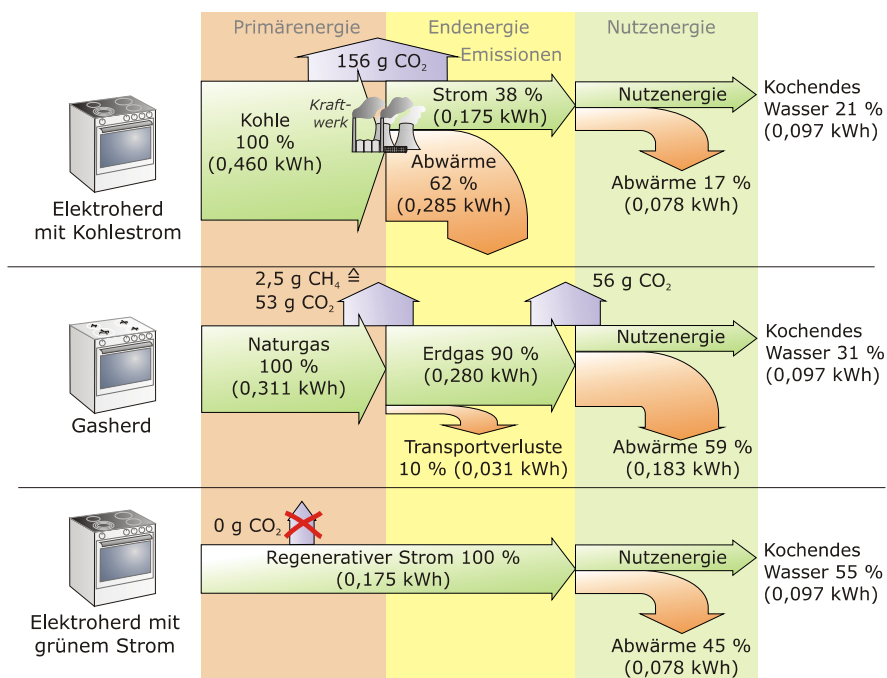 Primärenergie
Endenergie
Nutzenergie
Emissionen
156 g CO₂
Kohle
100 %
(0,460 kWh)
Kraft-
werk
Strom 38 %
(0,175 kWh)
Abwärme
62 %
(0,285 kWh)
Nutzenergie
Abwärme 17 %
(0,078 kWh)
Kochendes
Wasser 21 %
(0,097 kWh)
Elektroherd
mit Kohlestrom
2,5 g CH₄ ≙
53 g CO₂
56 g CO₂
Naturgas
100 %
(0,311 kWh)
Erdgas 90 %
(0,280 kWh)
Transportverluste
10 % (0,031 kWh)
Nutzenergie
Abwärme 59 %
(0,183 kWh)
Kochendes
Wasser 31 %
(0,097 kWh)
Gasherd
0 g CO₂
Regenerativer Strom 100 %
(0,175 kWh)
Nutzenergie
Abwärme 45 %
(0,078 kWh)
Kochendes
Wasser 55 %
(0,097 kWh)
Elektroherd mit
grünem Strom